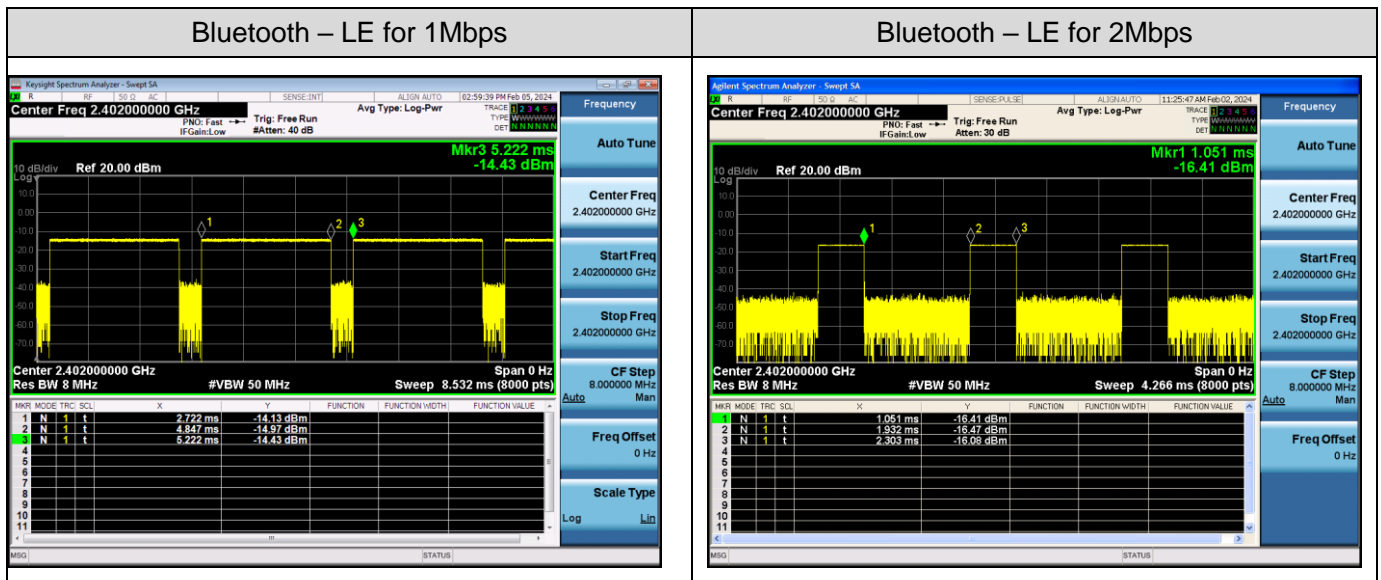 Bluetooth – LE for 1Mbps
Bluetooth – LE for 2Mbps
Keysight Spectrum Analyzer - Swept SA
R RF 50 Ω AC SENSE:INT ALIGN AUTO 02:59:39 PM Feb 05, 2024
Center Freq 2.402000000 GHz
PNO: Fast
IFGain:Low
Trig: Free Run
#Atten: 40 dB
Avg Type: Log-Pwr
TRACE 1 2 3 4 5 6
TYPE W
DET N N N N N N
Mkr3 5.222 ms
-14.43 dBm
10 dB/div Ref 20.00 dBm
Log
10.0
0.00
-10.0
-20.0
-30.0
-40.0
-50.0
-60.0
-70.0
1
2
3
Center 2.402000000 GHz Span 0 Hz
Res BW 8 MHz #VBW 50 MHz Sweep 8.532 ms (8000 pts)
MKR MODE TRC SCL X Y FUNCTION FUNCTION WIDTH FUNCTION VALUE
1 N 1 t 2.722 ms -14.13 dBm
2 N 1 t 4.847 ms -14.97 dBm
3 N 1 t 5.222 ms -14.43 dBm
4
5
6
7
8
9
10
11
MSG STATUS
Frequency
Auto Tune
Center Freq
2.402000000 GHz
Start Freq
2.402000000 GHz
Stop Freq
2.402000000 GHz
CF Step
8.000000 MHz
Auto Man
Freq Offset
0 Hz
Scale Type
Log Lin
Agilent Spectrum Analyzer - Swept SA
R RF 50 Ω AC SENSE:PULSE ALIGN AUTO 11:25:47 AM Feb 02, 2024
Center Freq 2.402000000 GHz
PNO: Fast
IFGain:Low
Trig: Free Run
Atten: 30 dB
Avg Type: Log-Pwr
TRACE 1 2 3 4 5 6
TYPE W
DET N N N N N N
Mkr1 1.051 ms
-16.41 dBm
10 dB/div Ref 20.00 dBm
Log
10.0
0.00
-10.0
-20.0
-30.0
-40.0
-50.0
-60.0
-70.0
1
2
3
Center 2.402000000 GHz Span 0 Hz
Res BW 8 MHz #VBW 50 MHz Sweep 4.266 ms (8000 pts)
MKR MODE TRC SCL X Y FUNCTION FUNCTION WIDTH FUNCTION VALUE
1 N 1 t 1.051 ms -16.41 dBm
2 N 1 t 1.932 ms -16.47 dBm
3 N 1 t 2.303 ms -16.08 dBm
4
5
6
7
8
9
10
11
MSG STATUS
Frequency
Auto Tune
Center Freq
2.402000000 GHz
Start Freq
2.402000000 GHz
Stop Freq
2.402000000 GHz
CF Step
8.000000 MHz
Auto Man
Freq Offset
0 Hz